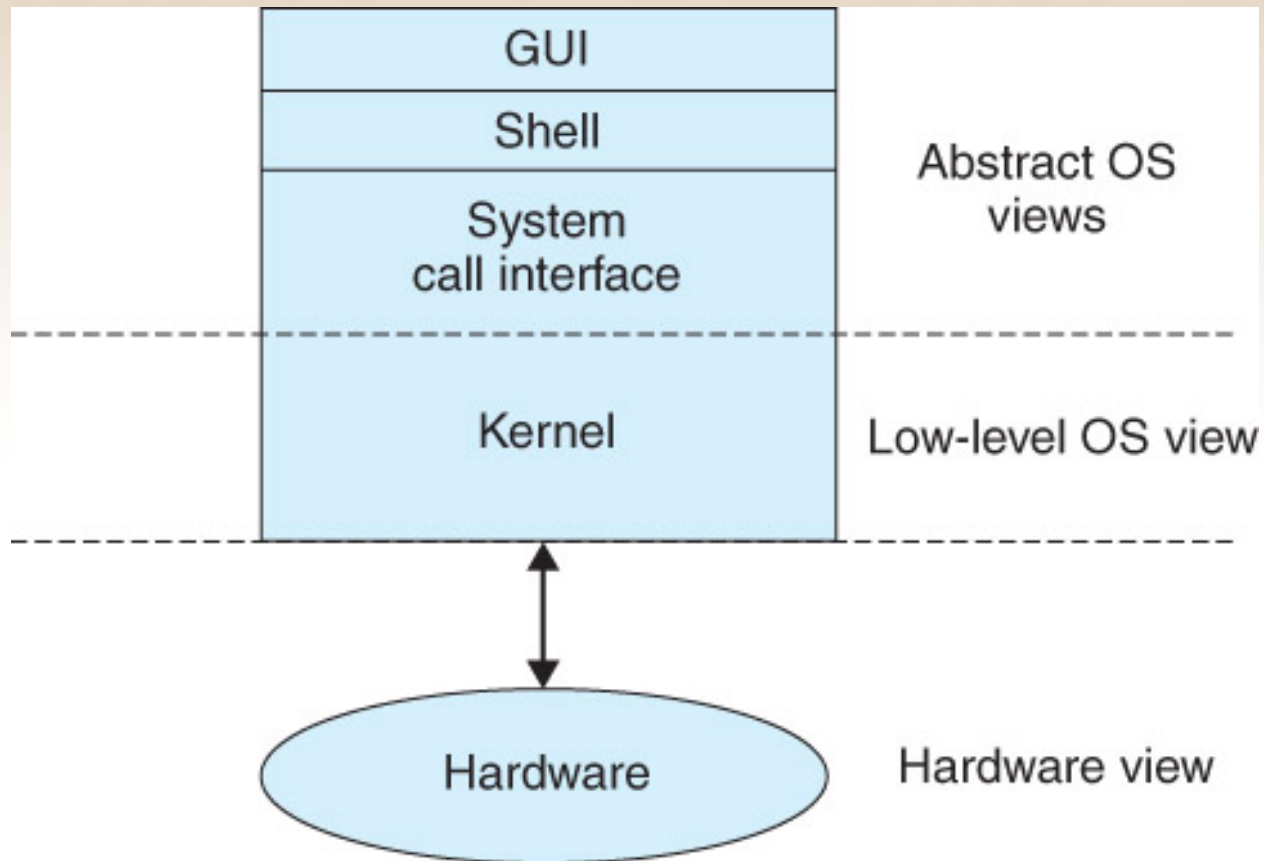 GUI
Shell
Abstract OS
views
System
call interface
Kernel
Low-level OS view
Hardware
Hardware view